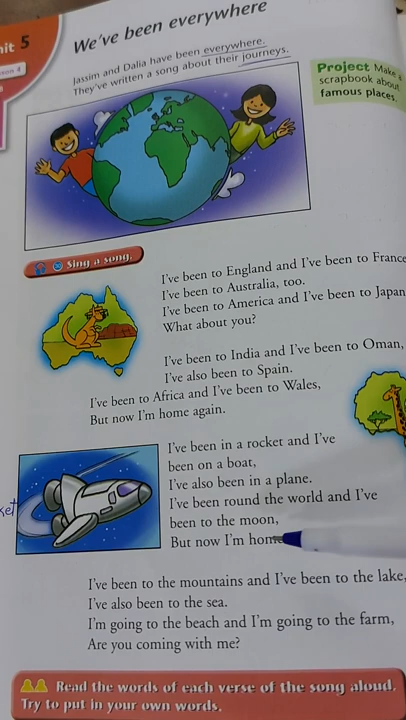 nit 5
We've been everywhere
sson 4
Jassim and Dalia have been everywhere.
They've written a song about their journeys.
Project Make a
scrapbook about
famous places.
Sing a song.
I've been to England and I've been to France
I've been to Australia, too.
I've been to America and I've been to Japan
What about you?
I've been to India and I've been to Oman,
I've also been to Spain.
I've been to Africa and I've been to Wales,
But now I'm home again.
I've been in a rocket and I've
been on a boat,
I've also been in a plane.
I've been round the world and I've
been to the moon,
But now I'm home
ket
I've been to the mountains and I've been to the lake,
I've also been to the sea.
I'm going to the beach and I'm going to the farm,
Are you coming with me?
Read the words of each verse of the song aloud.
Try to put in your own words.